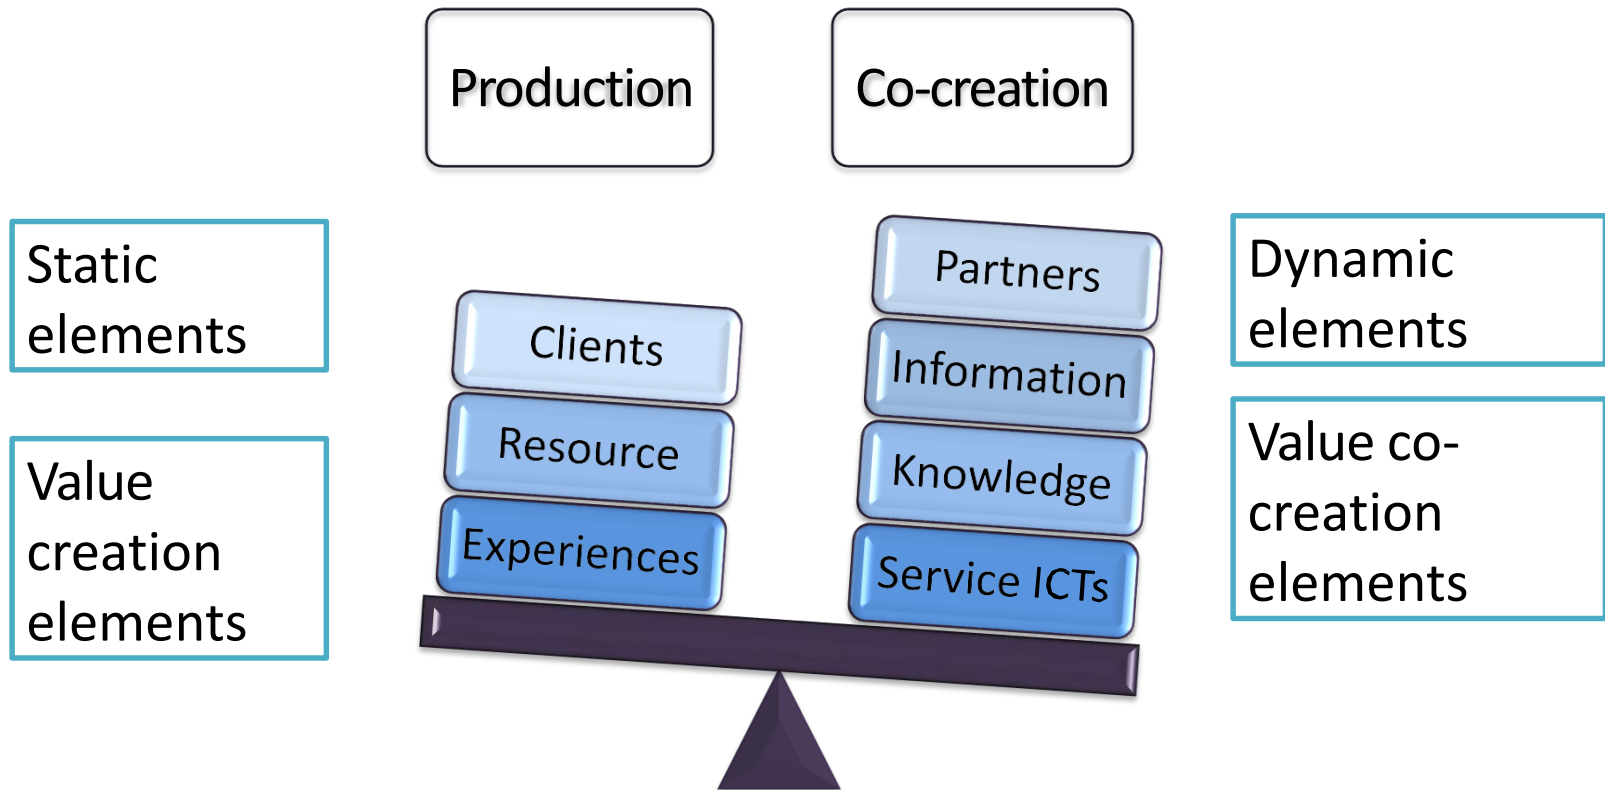 Production
Co-creation
Static
elements
Value
creation
elements
Clients
Resource
Experiences
Partners
Information
Knowledge
Service ICTs
Dynamic
elements
Value co-
creation
elements